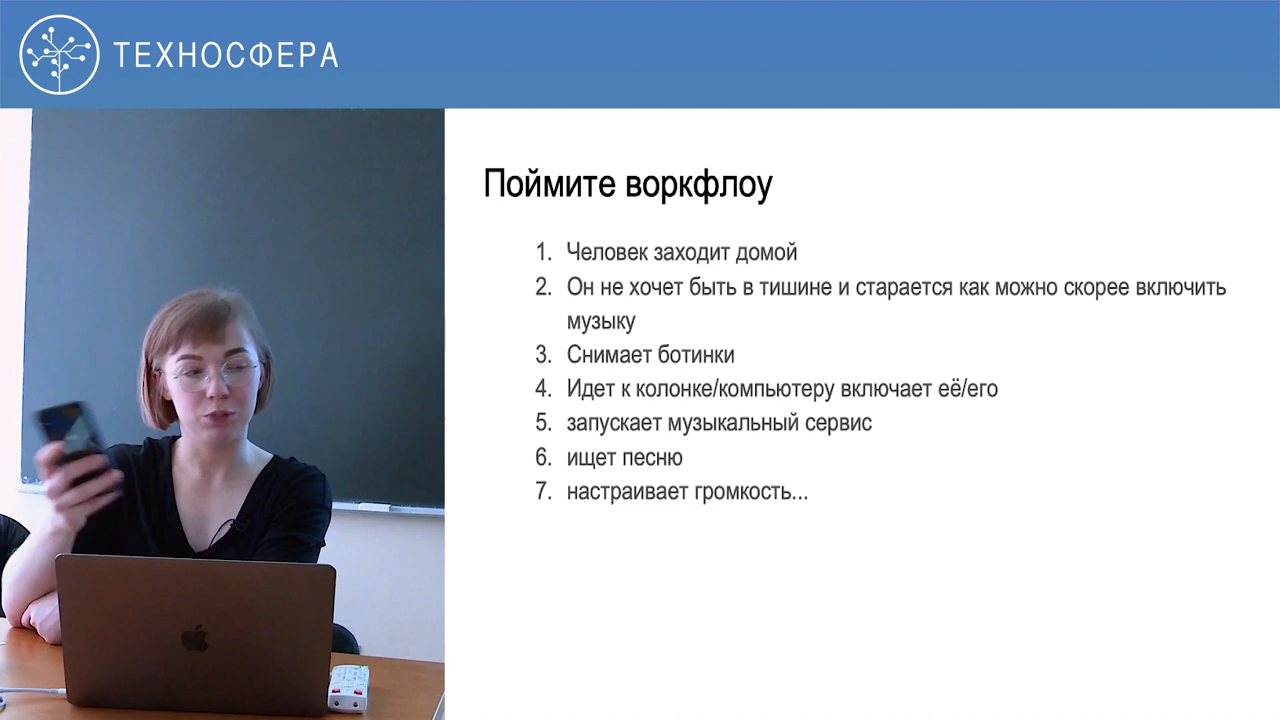 ТЕХНОСФЕРА
Поймите воркфлоу
1. Человек заходит домой
2. Он не хочет быть в тишине и старается как можно скорее включить
музыку
3. Снимает ботинки
4. Идет к колонке/компьютеру включает её/его
5. запускает музыкальный сервис
6. ищет песню
7. настраивает громкость...